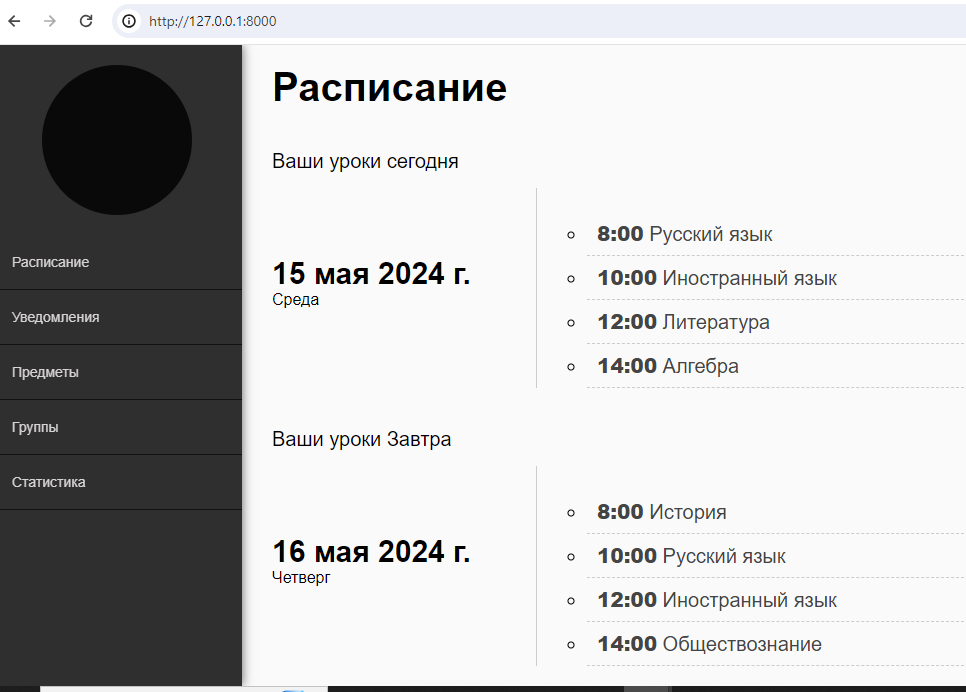 http://127.0.0.1:8000
Расписание
Уведомления
Предметы
Группы
Статистика
Расписание
Ваши уроки сегодня
15 мая 2024 г.
Среда
8:00 Русский язык
10:00 Иностранный язык
12:00 Литература
14:00 Алгебра
Ваши уроки Завтра
16 мая 2024 г.
Четверг
8:00 История
10:00 Русский язык
12:00 Иностранный язык
14:00 Обществознание